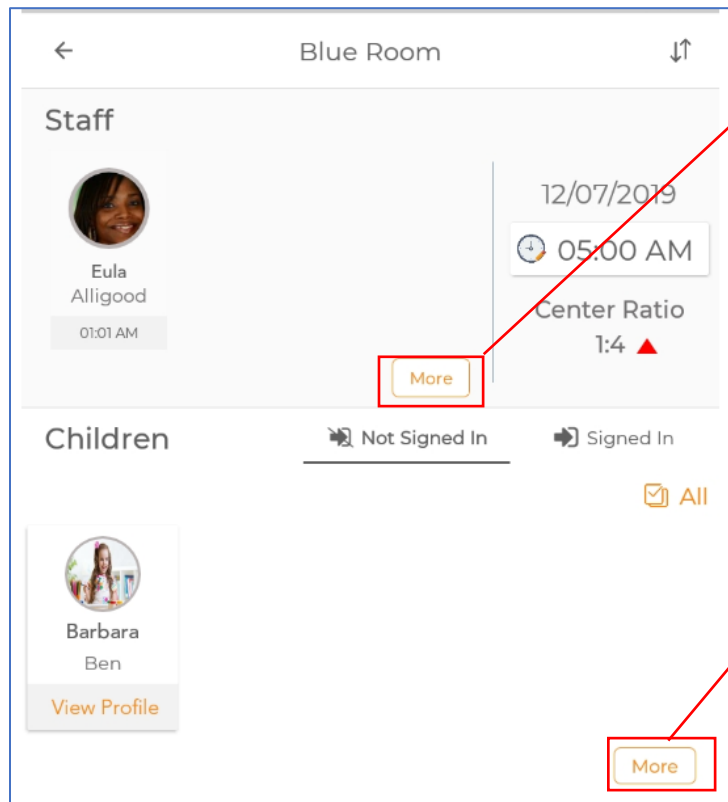 Blue Room
Staff
Eula
Alligood
01:01 AM
More
12/07/2019
05:00 AM
Center Ratio
1:4
Children
Not Signed In
Signed In
All
Barbara
Ben
View Profile
More